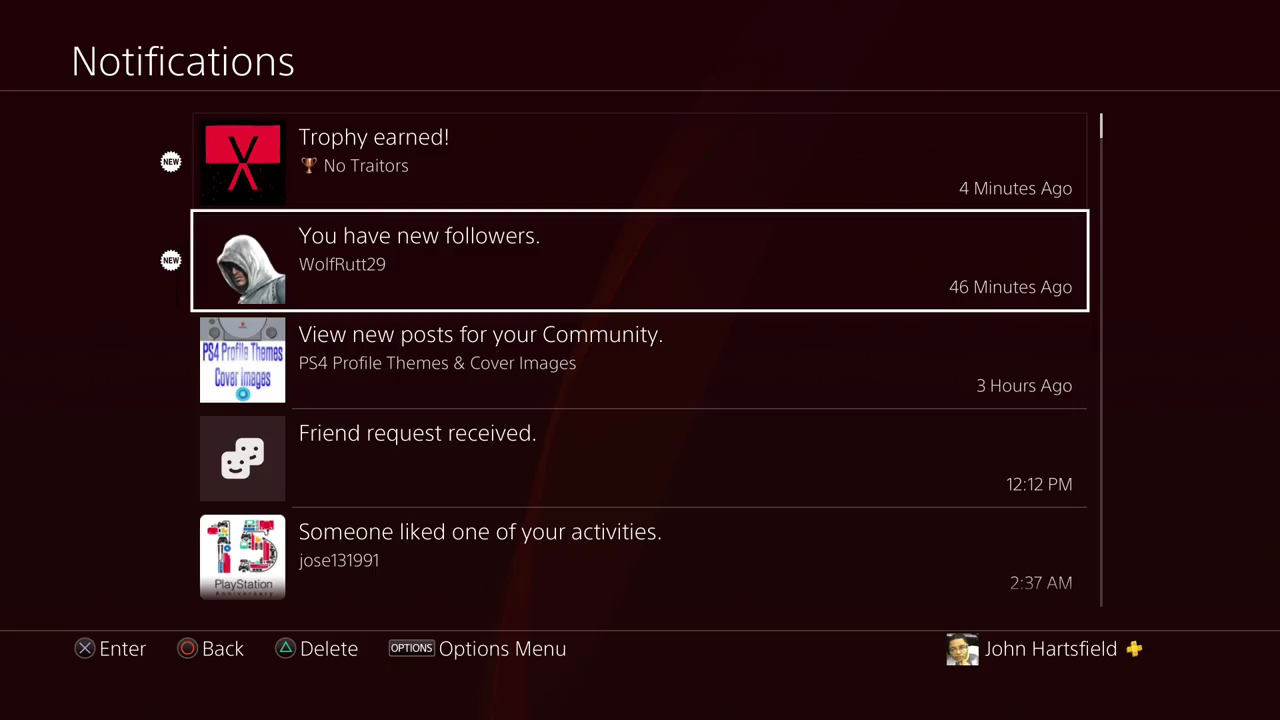 Notifications
NEW
Trophy earned!
No Traitors
4 Minutes Ago
NEW
You have new followers.
WolfRutt29
46 Minutes Ago
PS4 Profile Themes
Cover Images
View new posts for your Community.
PS4 Profile Themes & Cover Images
3 Hours Ago
Friend request received.
12:12 PM
15
PlayStation
Anniversary
Someone liked one of your activities.
jose131991
2:37 AM
Enter
Back
Delete
OPTIONS Options Menu
John Hartsfield